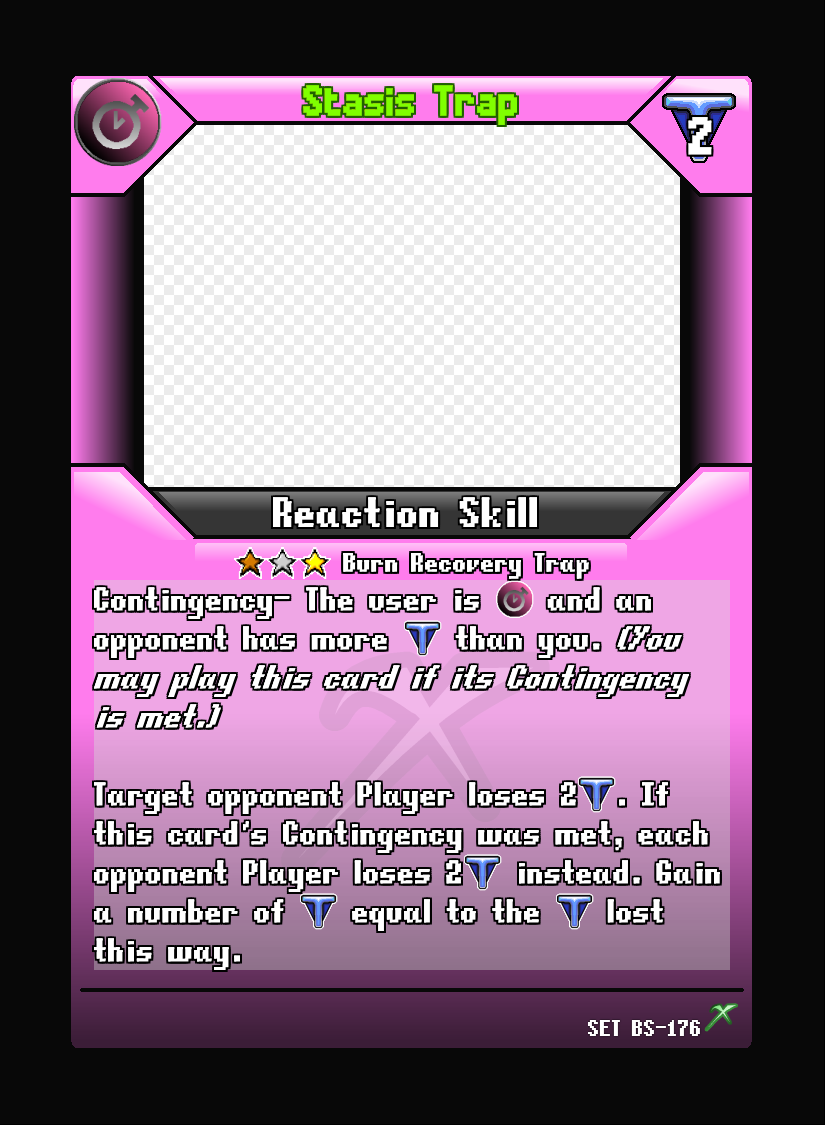 Stasis Trap
2
Reaction Skill
Burn Recovery Trap
Contingency- The user is and an
opponent has more T than you. (You
may play this card if its Contingency
is met.)
Target opponent Player loses 2T. If
this card's Contingency was met, each
opponent Player loses 2T instead. Gain
a number of T equal to the T lost
this way.
SET BS-176